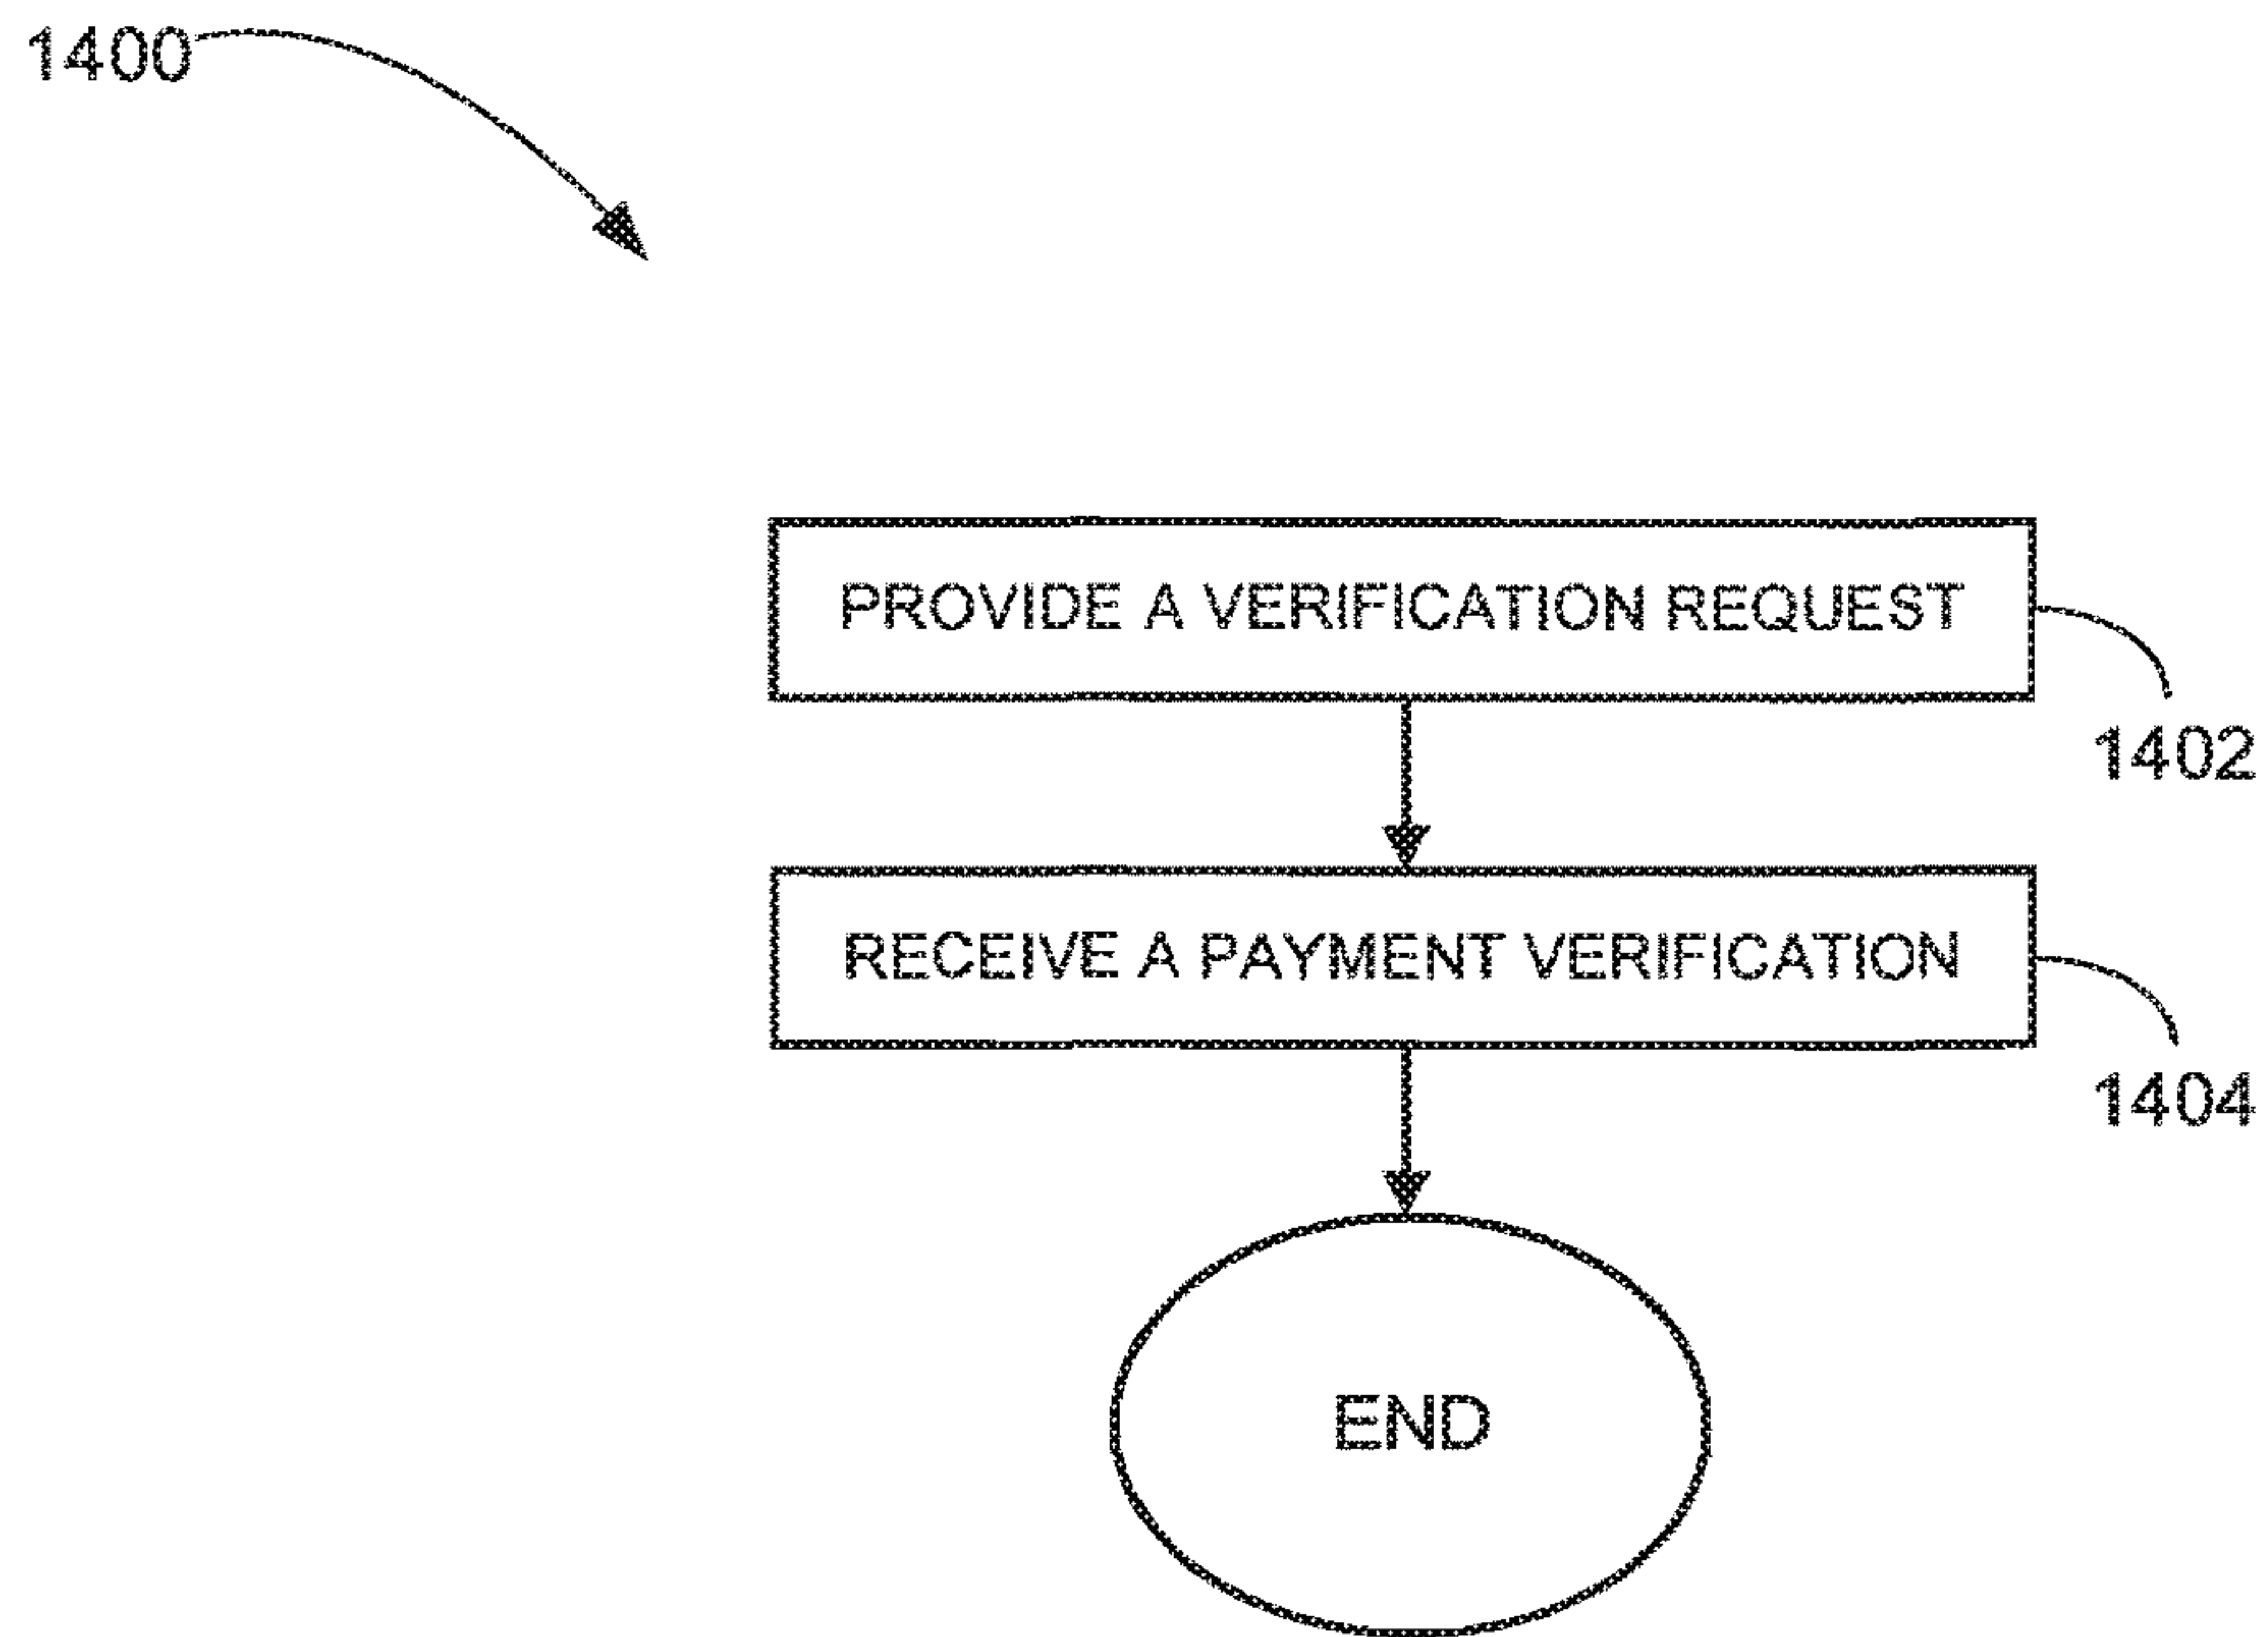 1400
PROVIDE A VERIFICATION REQUEST
1402
RECEIVE A PAYMENT VERIFICATION
1404
END